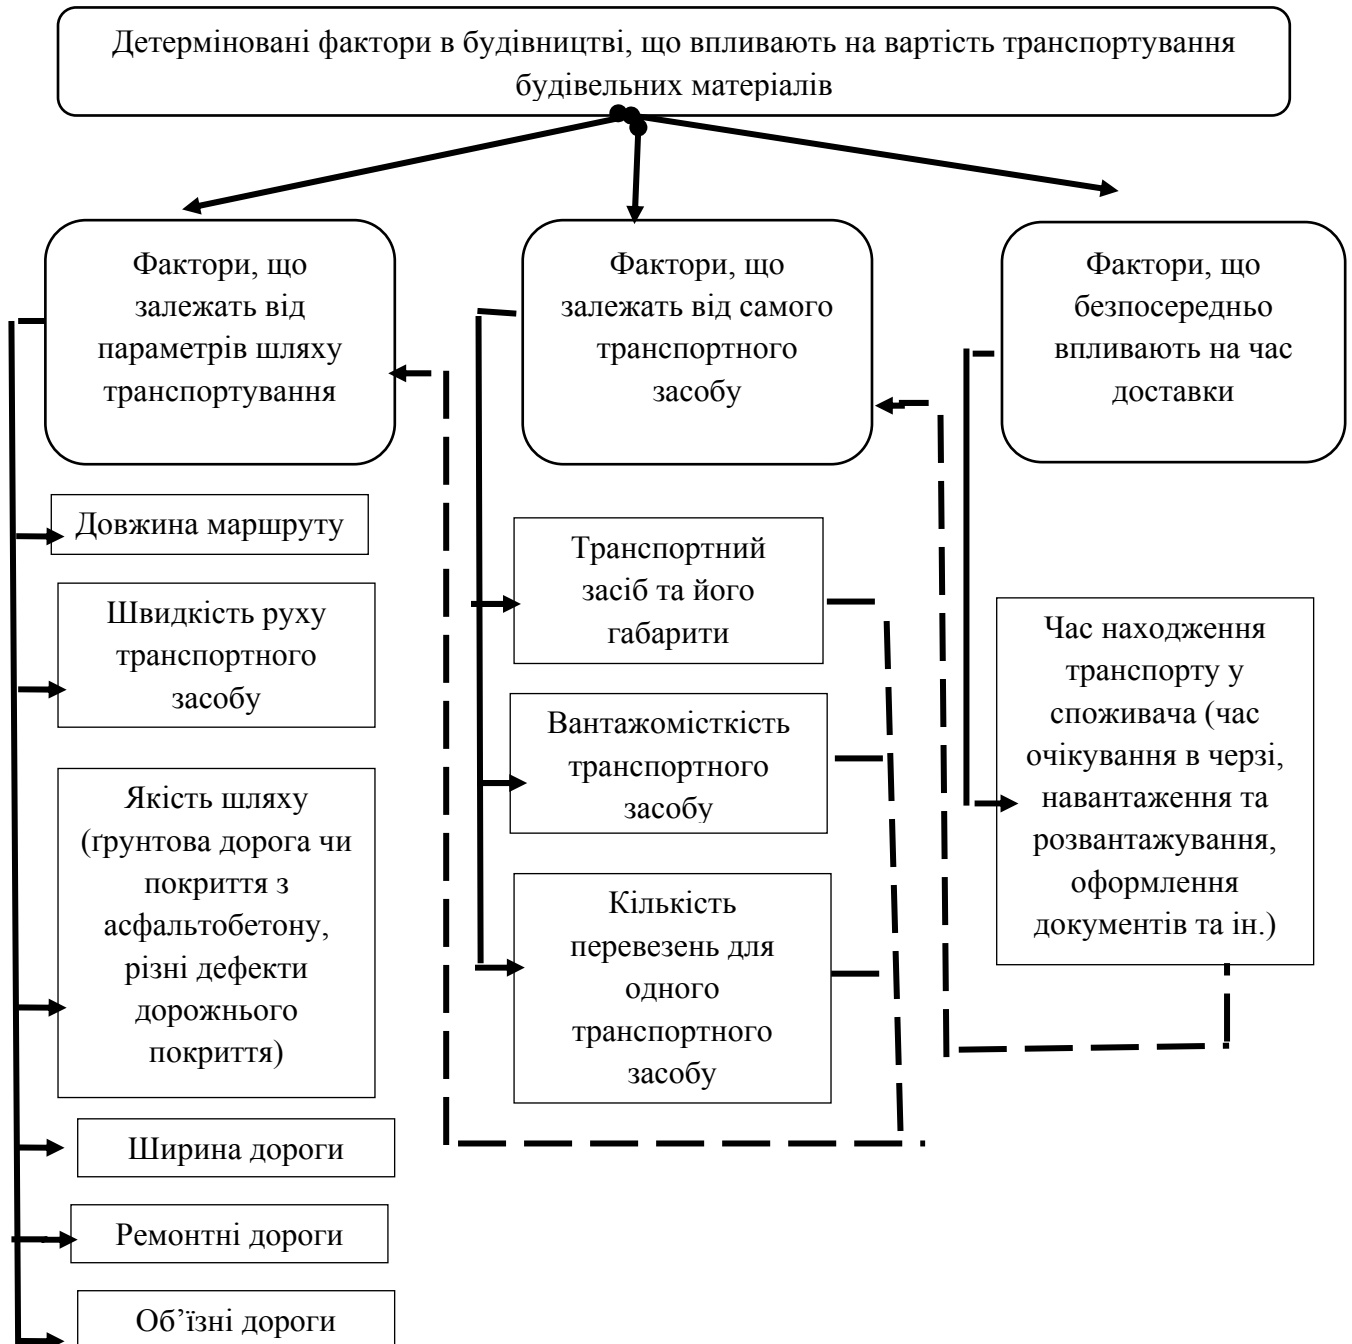 Детерміновані фактори в будівництві, що впливають на вартість транспортування
будівельних матеріалів
Фактори, що
залежать від
параметрів шляху
транспортування
Фактори, що
залежать від самого
транспортного
засобу
Фактори, що
безпосередньо
впливають на час
доставки
Довжина маршруту
Швидкість руху
транспортного
засобу
Якість шляху
(ґрунтова дорога чи
покриття з
асфальтобетону,
різні дефекти
дорожнього
покриття)
Ширина дороги
Ремонтні дороги
Об’їзні дороги
Транспортний
засіб та його
габарити
Вантажомісткість
транспортного
засобу
Кількість
перевезень для
одного
транспортного
засобу
Час находження
транспорту у
споживача (час
очікування в черзі,
навантаження та
розвантажування,
оформлення
документів та ін.)